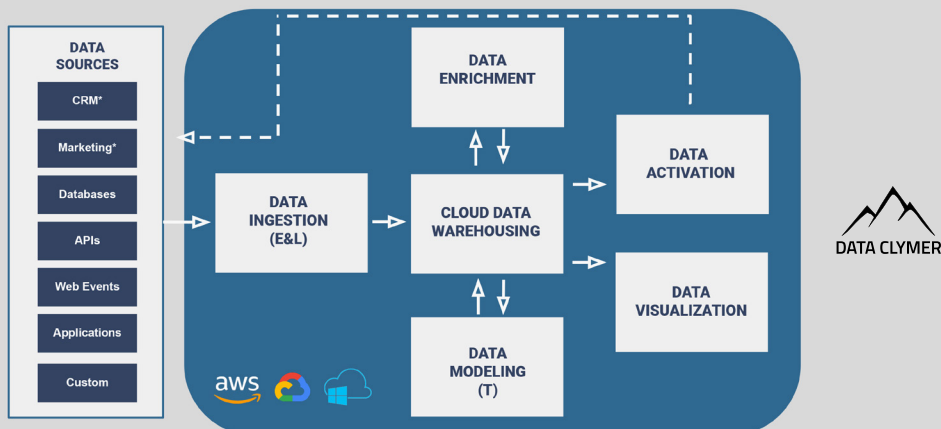 DATA
SOURCES
CRM*
Marketing*
Databases
APIs
Web Events
Applications
Custom
DATA
INGESTION
(E&L)
DATA
ENRICHMENT
CLOUD DATA
WAREHOUSING
DATA
MODELING
(T)
DATA
ACTIVATION
DATA
VISUALIZATION
aws
DATA CLYMER